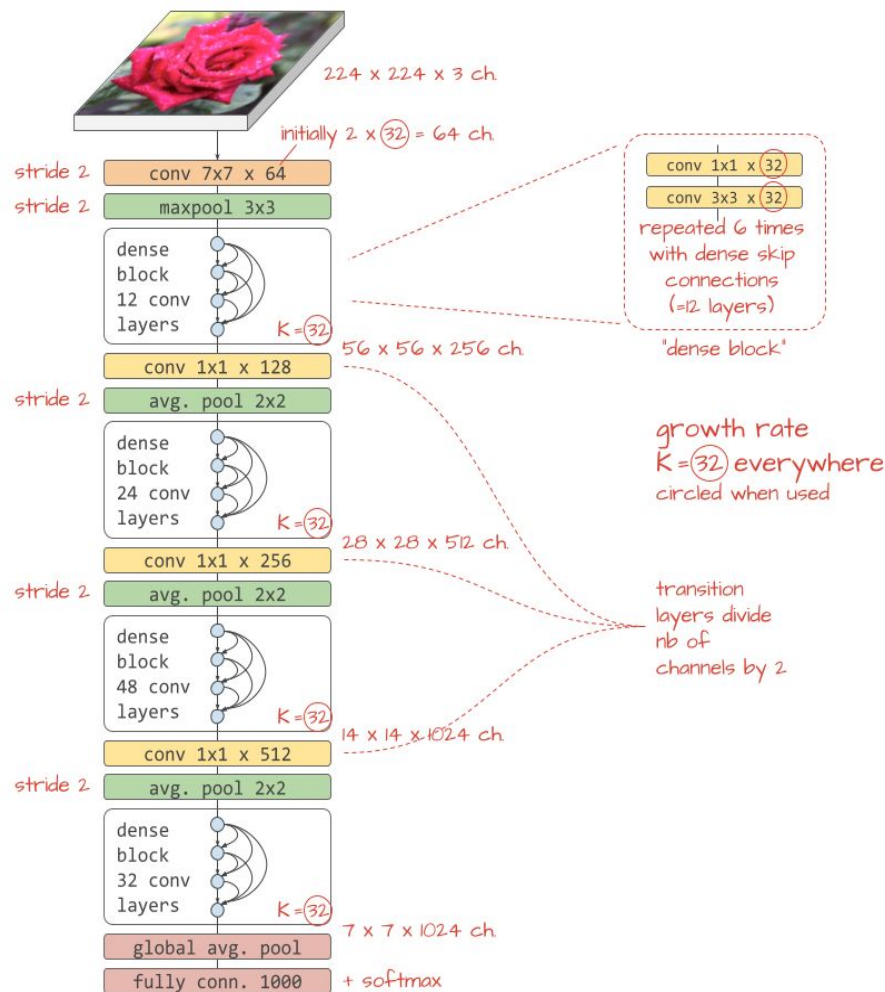 224 x 224 x 3 ch.
initially 2 x 32 = 64 ch.
stride 2
conv 7x7 x 64
stride 2
maxpool 3x3
dense
block
12 conv
layers
K = 32
conv 1x1 x 32
conv 3x3 x 32
repeated 6 times
with dense skip
connections
(=12 layers)
"dense block"
56 x 56 x 256 ch.
conv 1x1 x 128
stride 2
avg. pool 2x2
dense
block
24 conv
layers
K = 32
growth rate
K = 32 everywhere
circled when used
28 x 28 x 512 ch.
conv 1x1 x 256
stride 2
avg. pool 2x2
dense
block
48 conv
layers
K = 32
transition
layers divide
nb of
channels by 2
14 x 14 x 1024 ch.
conv 1x1 x 512
stride 2
avg. pool 2x2
dense
block
32 conv
layers
K = 32
7 x 7 x 1024 ch.
global avg. pool
fully conn. 1000
+ softmax